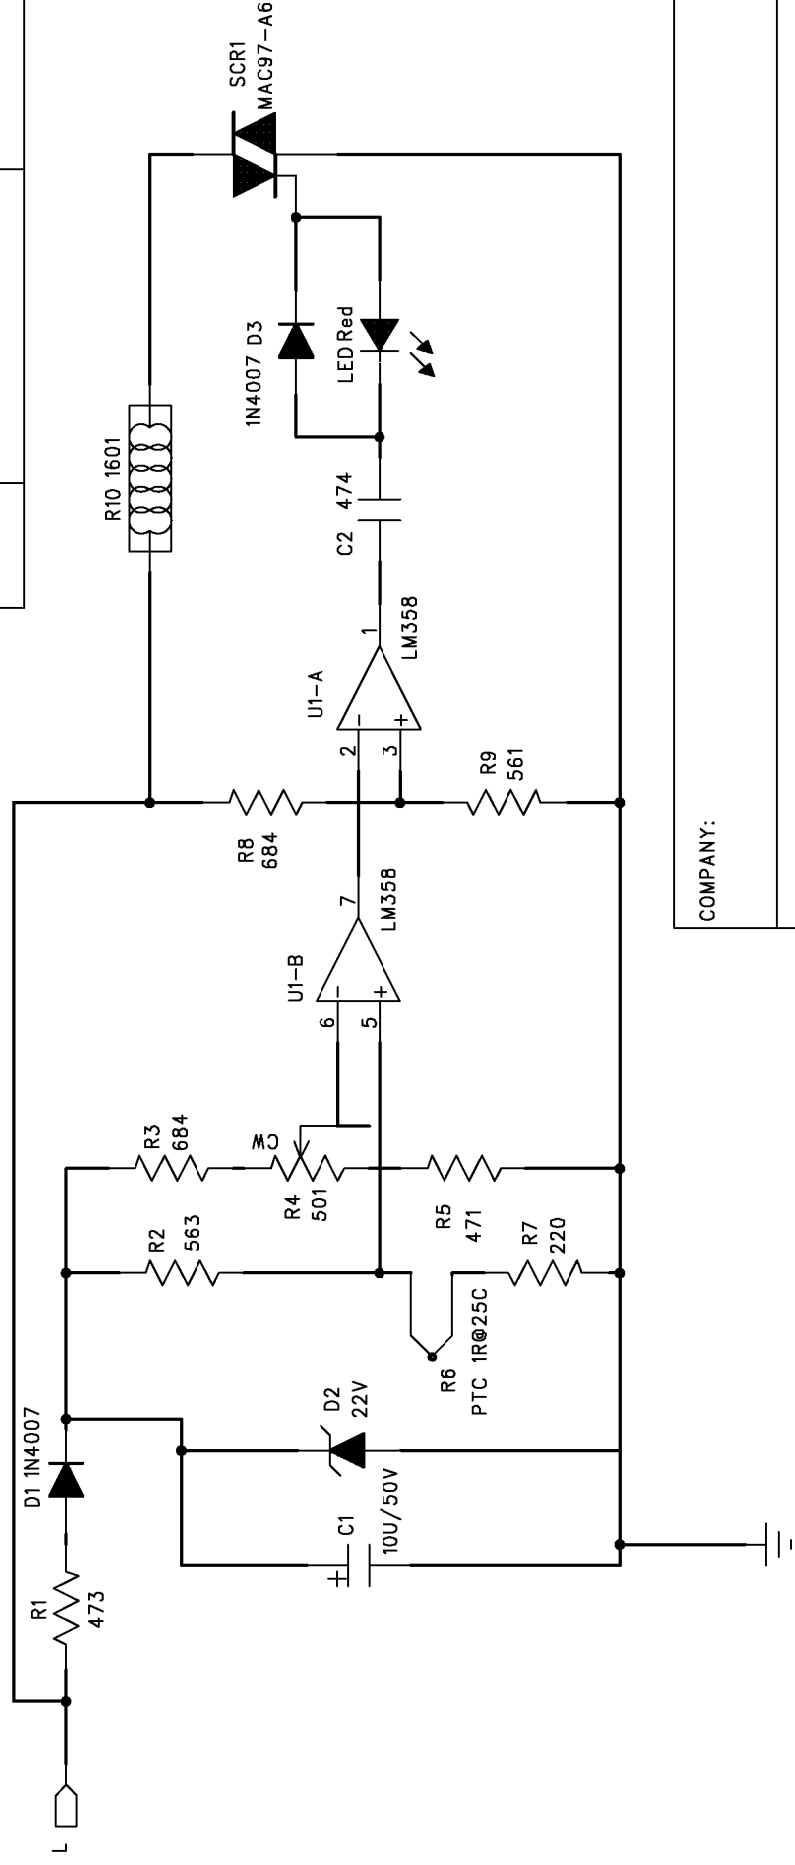 L
R1
473
D1 1N4007
C1
10U/50V
+
D2
22V
R2
563
R3
684
R4
501
CW
R5
471
R6
PTC 1R@25C
R7
220
U1-B
6
5
-
+
7
LM358
R8
684
R9
561
U1-A
2
3
-
+
1
LM358
C2 474
R10 1601
1N4007 D3
LED Red
SCR1
MAC97-A6
COMPANY: